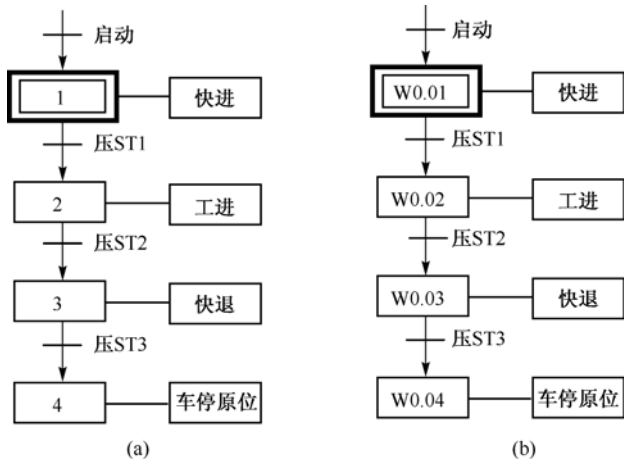 启动
1
快进
压ST1
2
工进
压ST2
3
快退
压ST3
4
车停原位
(a)
启动
W0.01
快进
压ST1
W0.02
工进
压ST2
W0.03
快退
压ST3
W0.04
车停原位
(b)